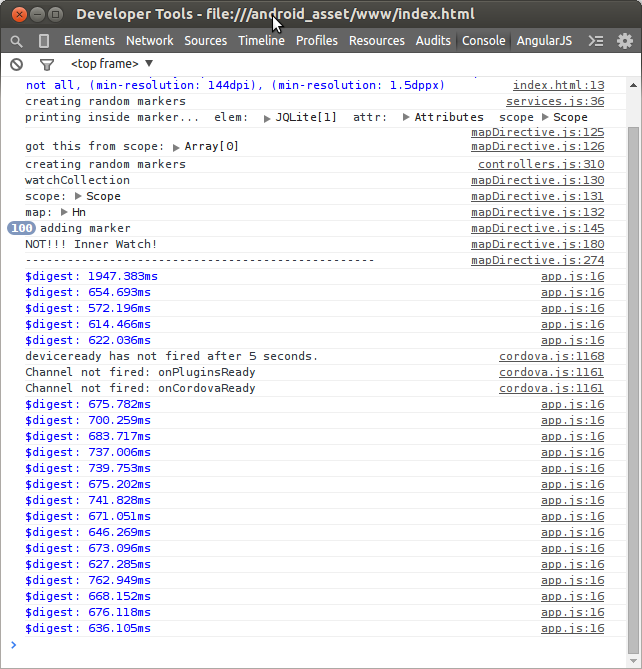 Developer Tools - file:///android_asset/www/index.html
Elements Network Sources Timeline Profiles Resources Audits Console AngularJS
<top frame>
not all, (min-resolution: 144dpi), (min-resolution: 1.5dppx) index.html:13
creating random markers services.js:36
printing inside marker... elem: JQLite[1] attr: Attributes scope Scope
mapDirective.js:125
got this from scope: Array[0] mapDirective.js:126
creating random markers controllers.js:310
watchCollection mapDirective.js:130
scope: Scope mapDirective.js:131
map: Hn mapDirective.js:132
100 adding marker mapDirective.js:145
NOT!!! Inner Watch! mapDirective.js:180
-------------------------------------------------- mapDirective.js:274
$digest: 1947.383ms app.js:16
$digest: 654.693ms app.js:16
$digest: 572.196ms app.js:16
$digest: 614.466ms app.js:16
$digest: 622.036ms app.js:16
deviceready has not fired after 5 seconds. cordova.js:1168
Channel not fired: onPluginsReady cordova.js:1161
Channel not fired: onCordovaReady cordova.js:1161
$digest: 675.782ms app.js:16
$digest: 700.259ms app.js:16
$digest: 683.717ms app.js:16
$digest: 737.006ms app.js:16
$digest: 739.753ms app.js:16
$digest: 675.202ms app.js:16
$digest: 741.828ms app.js:16
$digest: 671.051ms app.js:16
$digest: 646.269ms app.js:16
$digest: 673.096ms app.js:16
$digest: 627.285ms app.js:16
$digest: 762.949ms app.js:16
$digest: 668.152ms app.js:16
$digest: 676.118ms app.js:16
$digest: 636.105ms app.js:16